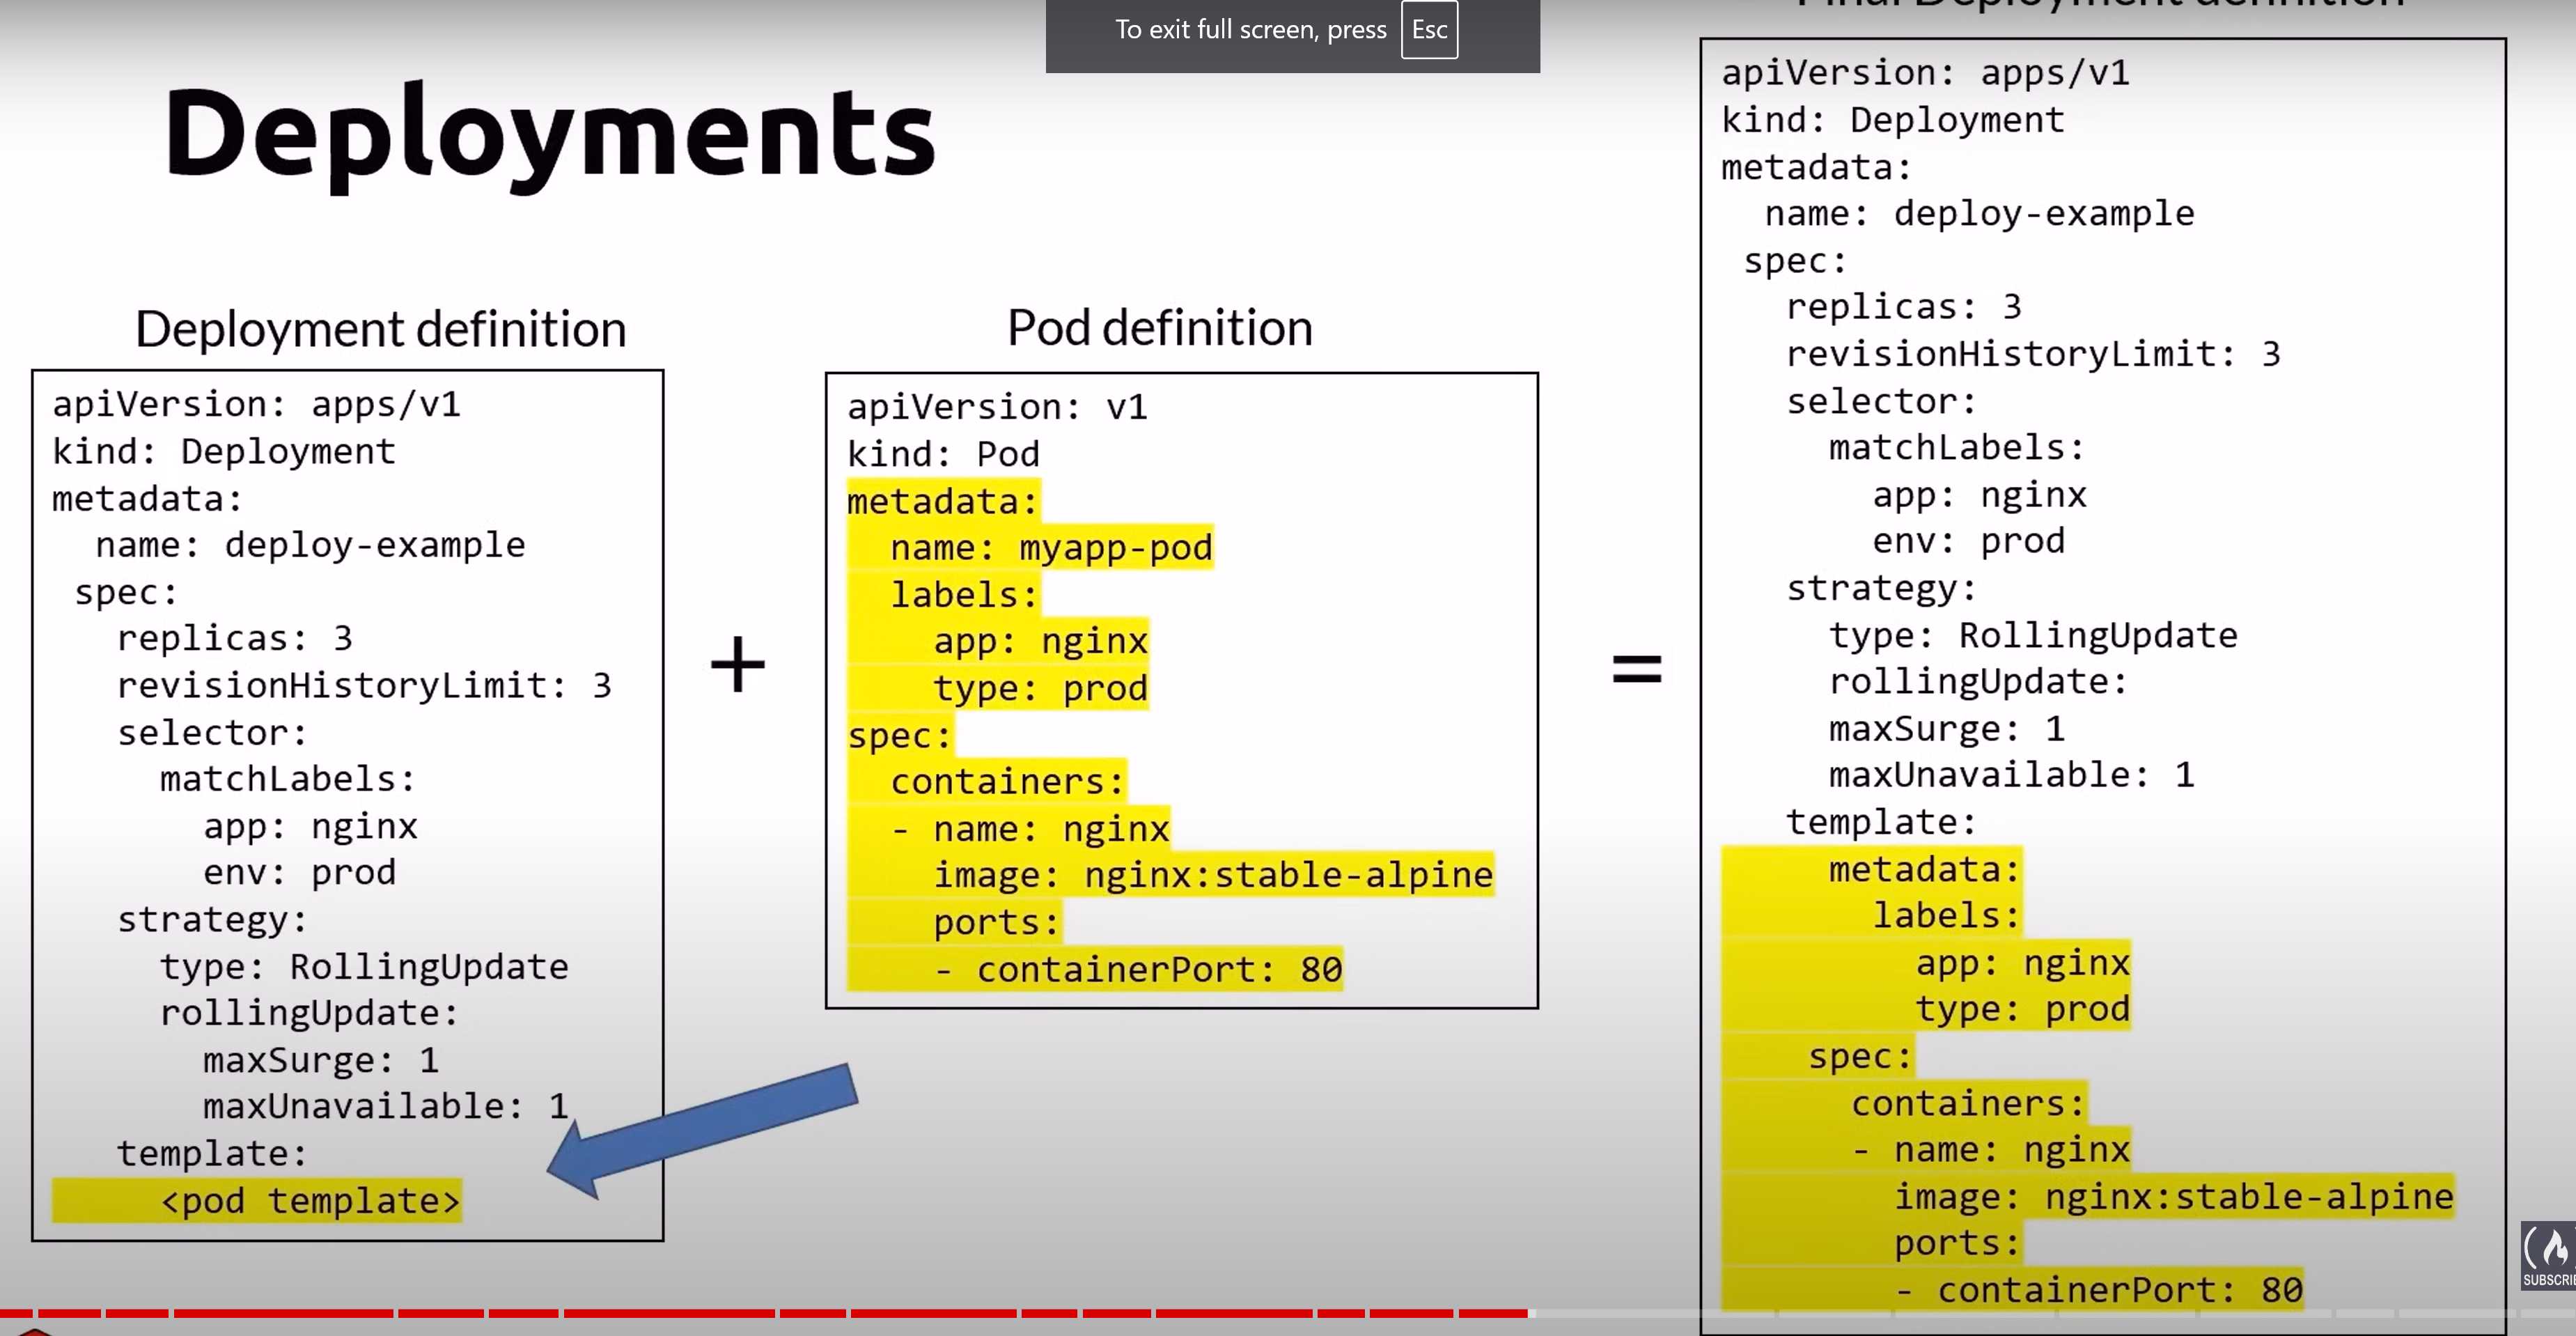 To exit full screen, press Esc
Final Deployment definition
Deployments
Deployment definition
apiVersion: apps/v1
kind: Deployment
metadata:
  name: deploy-example
 spec:
   replicas: 3
   revisionHistoryLimit: 3
   selector:
     matchLabels:
       app: nginx
       env: prod
   strategy:
     type: RollingUpdate
     rollingUpdate:
       maxSurge: 1
       maxUnavailable: 1
   template:
     <pod template>
+
Pod definition
apiVersion: v1
kind: Pod
metadata:
  name: myapp-pod
  labels:
    app: nginx
    type: prod
spec:
  containers:
  - name: nginx
    image: nginx:stable-alpine
    ports:
    - containerPort: 80
=
apiVersion: apps/v1
kind: Deployment
metadata:
  name: deploy-example
 spec:
   replicas: 3
   revisionHistoryLimit: 3
   selector:
     matchLabels:
       app: nginx
       env: prod
   strategy:
     type: RollingUpdate
     rollingUpdate:
     maxSurge: 1
     maxUnavailable: 1
   template:
     metadata:
       labels:
         app: nginx
         type: prod
    spec:
      containers:
      - name: nginx
        image: nginx:stable-alpine
        ports:
        - containerPort: 80